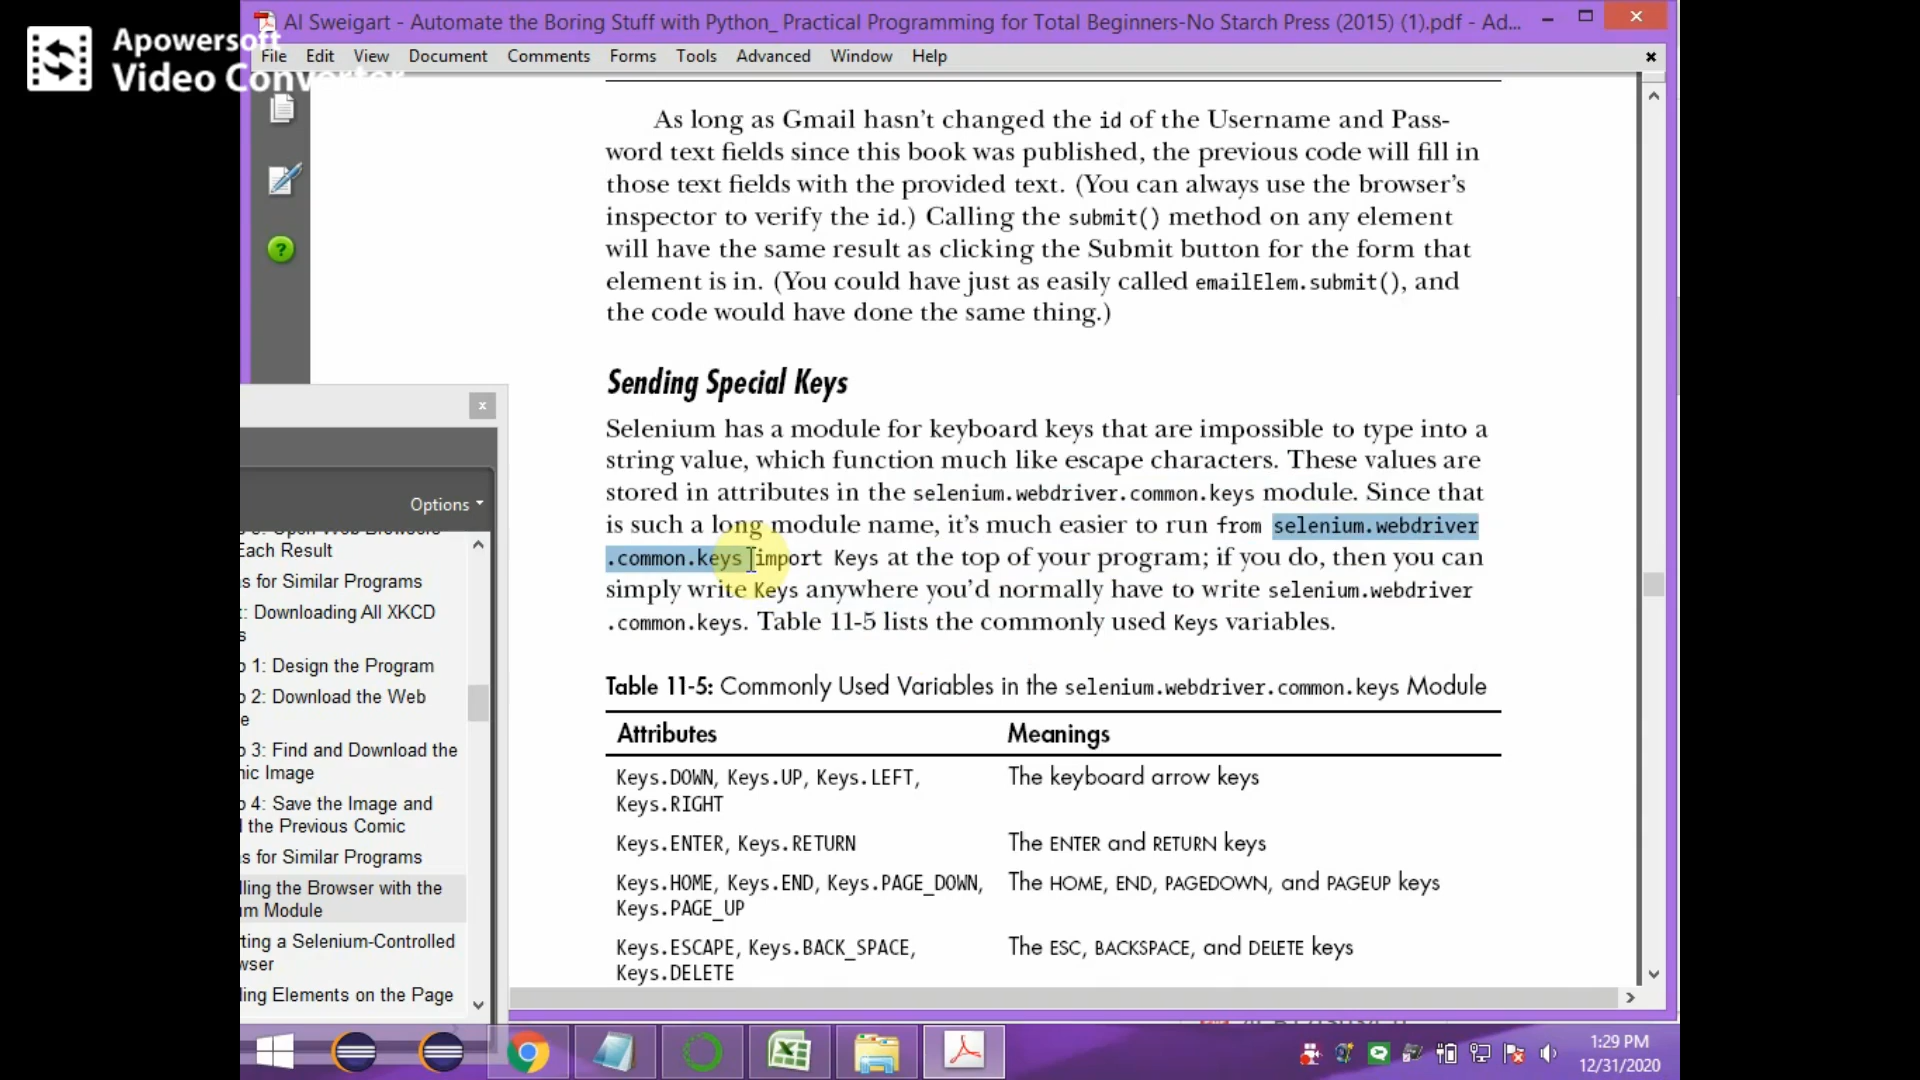 Apowersoft
Video Converter
Al Sweigart - Automate the Boring Stuff with Python_ Practical Programming for Total Beginners-No Starch Press (2015) (1).pdf - Ad...
File Edit View Document Comments Forms Tools Advanced Window Help
As long as Gmail hasn't changed the id of the Username and Pass-
word text fields since this book was published, the previous code will fill in
those text fields with the provided text. (You can always use the browser's
inspector to verify the id.) Calling the submit() method on any element
will have the same result as clicking the Submit button for the form that
element is in. (You could have just as easily called emailElem.submit(), and
the code would have done the same thing.)
Sending Special Keys
Selenium has a module for keyboard keys that are impossible to type into a
string value, which function much like escape characters. These values are
stored in attributes in the selenium.webdriver.common.keys module. Since that
is such a long module name, it's much easier to run from selenium.webdriver
.common.keys import Keys at the top of your program; if you do, then you can
simply write Keys anywhere you'd normally have to write selenium.webdriver
.common.keys. Table 11-5 lists the commonly used Keys variables.
Table 11-5: Commonly Used Variables in the selenium.webdriver.common.keys Module
Attributes Meanings
Keys.DOWN, Keys.UP, Keys.LEFT, The keyboard arrow keys
Keys.RIGHT
Keys.ENTER, Keys.RETURN The ENTER and RETURN keys
Keys.HOME, Keys.END, Keys.PAGE_DOWN, The HOME, END, PAGEDOWN, and PAGEUP keys
Keys.PAGE_UP
Keys.ESCAPE, Keys.BACK_SPACE, The ESC, BACKSPACE, and DELETE keys
Keys.DELETE
Options
Each Result
s for Similar Programs
: Downloading All XKCD
s
1: Design the Program
2: Download the Web
e
3: Find and Download the
ic Image
4: Save the Image and
the Previous Comic
s for Similar Programs
lling the Browser with the
m Module
ting a Selenium-Controlled
wser
ing Elements on the Page
1:29 PM
12/31/2020